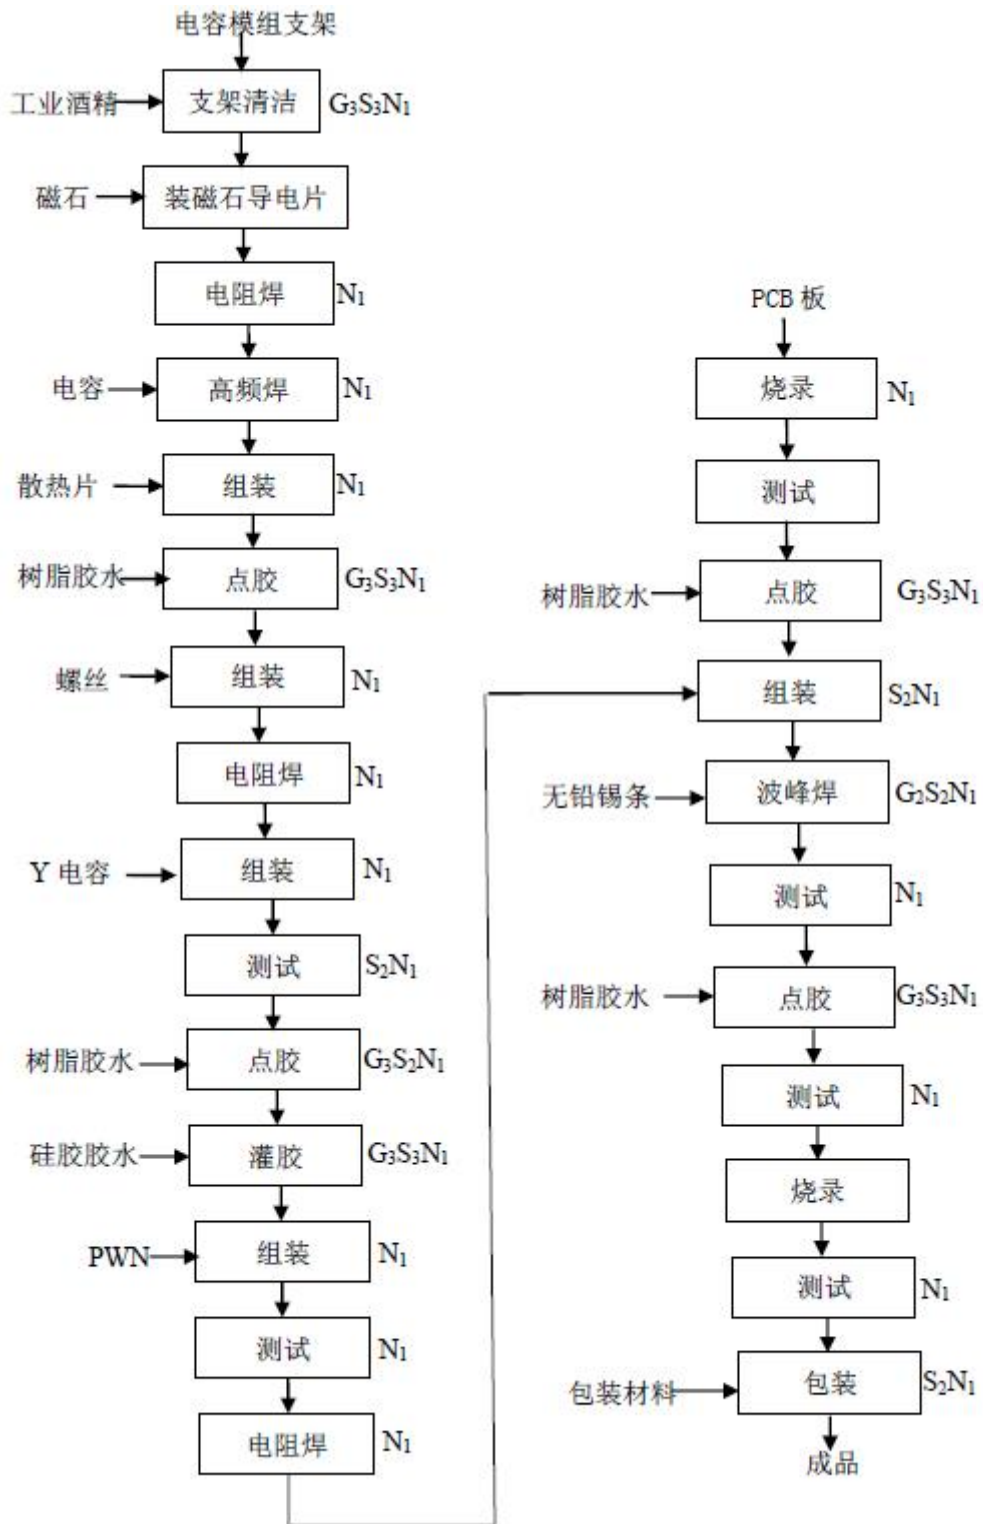 电容模组支架
工业酒精
支架清洁
G₃S₃N₁
磁石
装磁石导电片
电阻焊
N₁
电容
高频焊
N₁
散热片
组装
N₁
树脂胶水
点胶
G₃S₃N₁
螺丝
组装
N₁
电阻焊
N₁
Y 电容
组装
N₁
测试
S₂N₁
树脂胶水
点胶
G₃S₂N₁
硅胶胶水
灌胶
G₃S₃N₁
PWN
组装
N₁
测试
N₁
电阻焊
N₁
PCB 板
烧录
N₁
测试
树脂胶水
点胶
G₃S₃N₁
组装
S₂N₁
无铅锡条
波峰焊
G₂S₂N₁
测试
N₁
树脂胶水
点胶
G₃S₃N₁
测试
N₁
烧录
测试
N₁
包装材料
包装
S₂N₁
成品